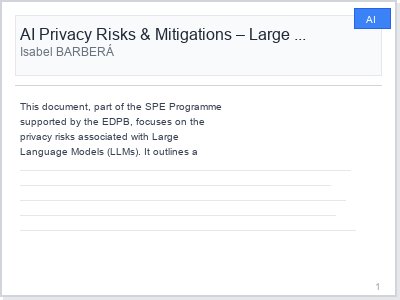 AI
AI Privacy Risks & Mitigations – Large ...
Isabel BARBERÁ
This document, part of the SPE Programme
supported by the EDPB, focuses on the
privacy risks associated with Large
Language Models (LLMs). It outlines a
1